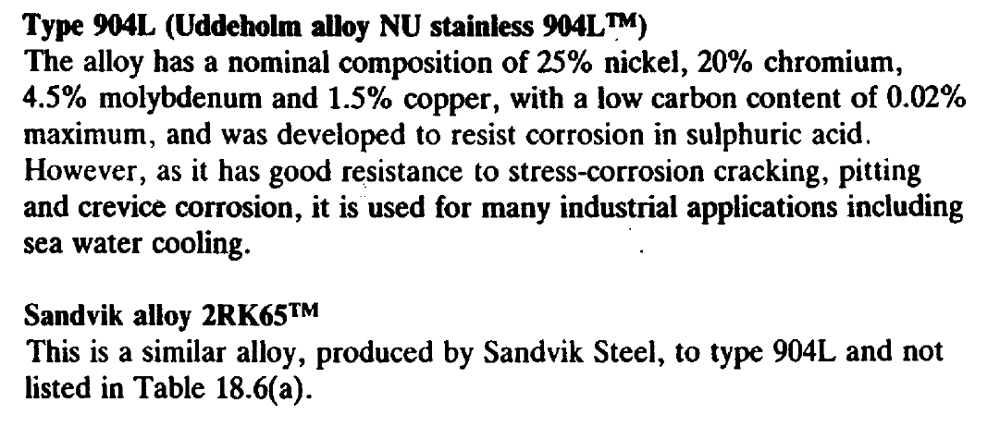 Type 904L (Uddeholm alloy NU stainless 904L™)
The alloy has a nominal composition of 25% nickel, 20% chromium,
4.5% molybdenum and 1.5% copper, with a low carbon content of 0.02%
maximum, and was developed to resist corrosion in sulphuric acid.
However, as it has good resistance to stress-corrosion cracking, pitting
and crevice corrosion, it is used for many industrial applications including
sea water cooling.
Sandvik alloy 2RK65™
This is a similar alloy, produced by Sandvik Steel, to type 904L and not
listed in Table 18.6(a).